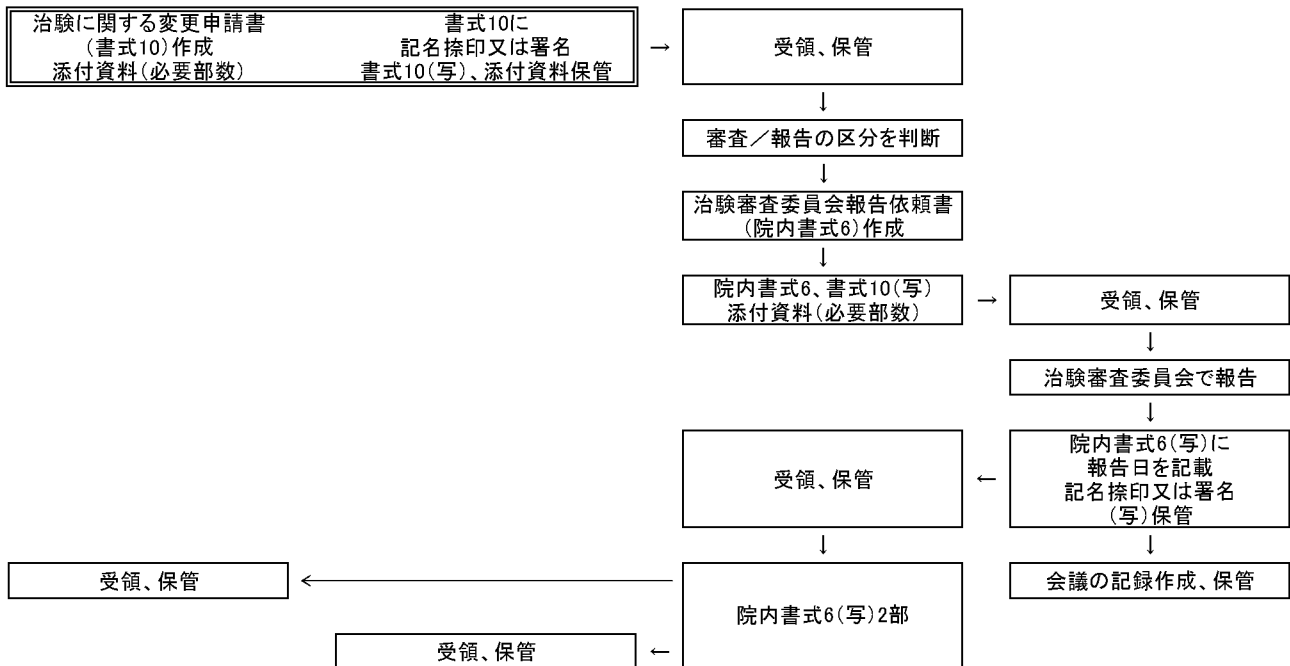 治験に関する変更申請書
(書式10)作成
添付資料(必要部数)
書式10に
記名捺印又は署名
書式10(写)、添付資料保管
→
受領、保管
↓
審査／報告の区分を判断
↓
治験審査委員会報告依頼書
(院内書式6)作成
↓
院内書式6、書式10(写)
添付資料(必要部数)
→
受領、保管
↓
治験審査委員会で報告
↓
院内書式6(写)に
報告日を記載
記名捺印又は署名
(写)保管
←
受領、保管
↓
↓
会議の記録作成、保管
院内書式6(写)2部
←
受領、保管
←
受領、保管